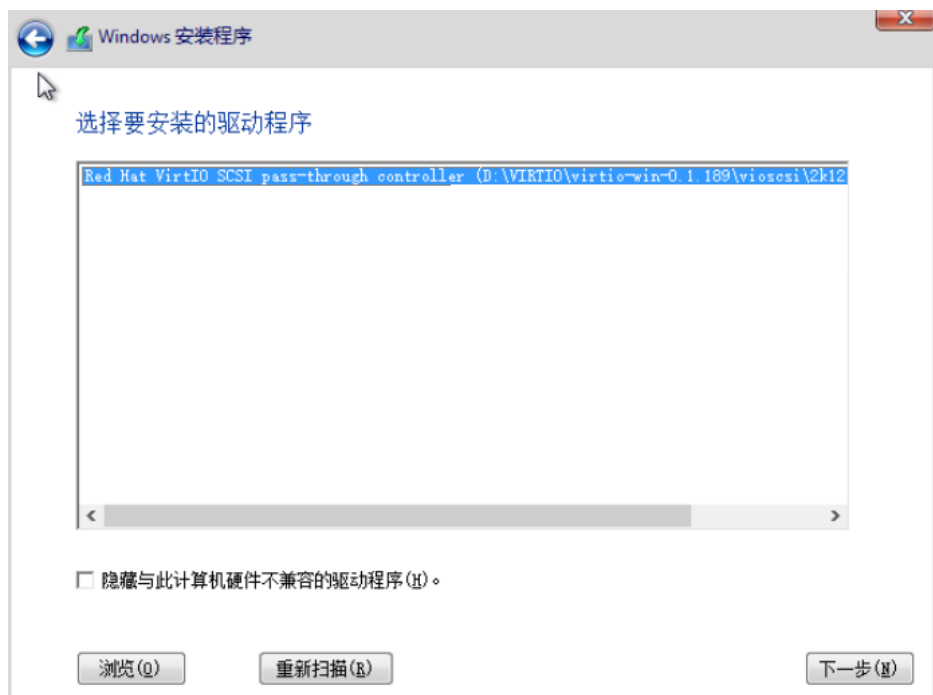 Windows 安装程序
选择要安装的驱动程序
Red Hat VirtIO SCSI pass-through controller (D:\VIRTIO\virtio-win-0.1.189\vioscsi\2k12
隐藏与此计算机硬件不兼容的驱动程序(H)。
浏览(O) 重新扫描(R) 下一步(N)